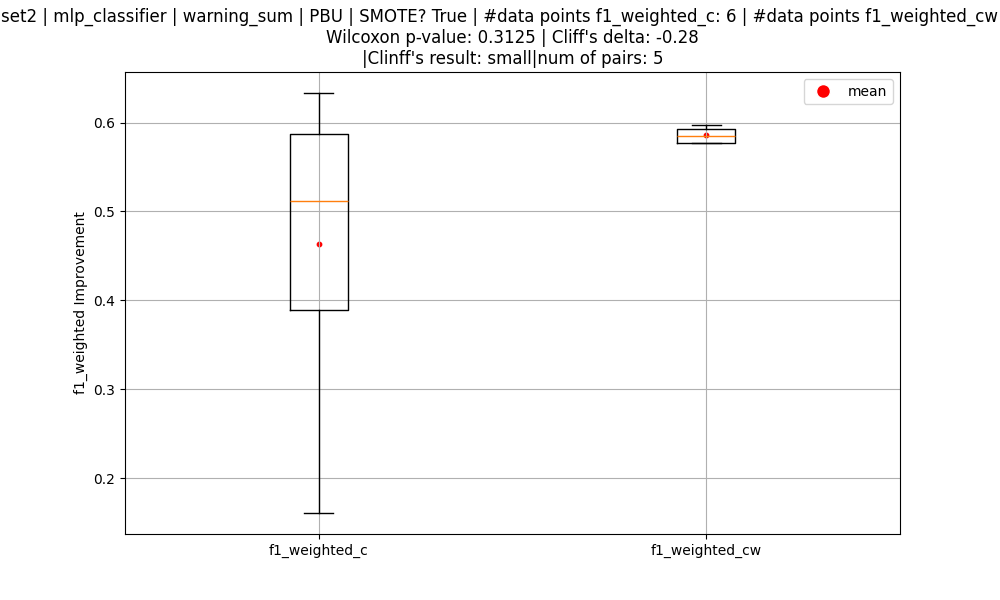 set2 | mlp_classifier | warning_sum | PBU | SMOTE? True | #data points f1_weighted_c: 6 | #data points f1_weighted_cw
Wilcoxon p-value: 0.3125 | Cliff's delta: -0.28
|Clinff's result: small|num of pairs: 5
mean
0.6
0.5
0.4
0.3
0.2
f1_weighted Improvement
f1_weighted_c
f1_weighted_cw